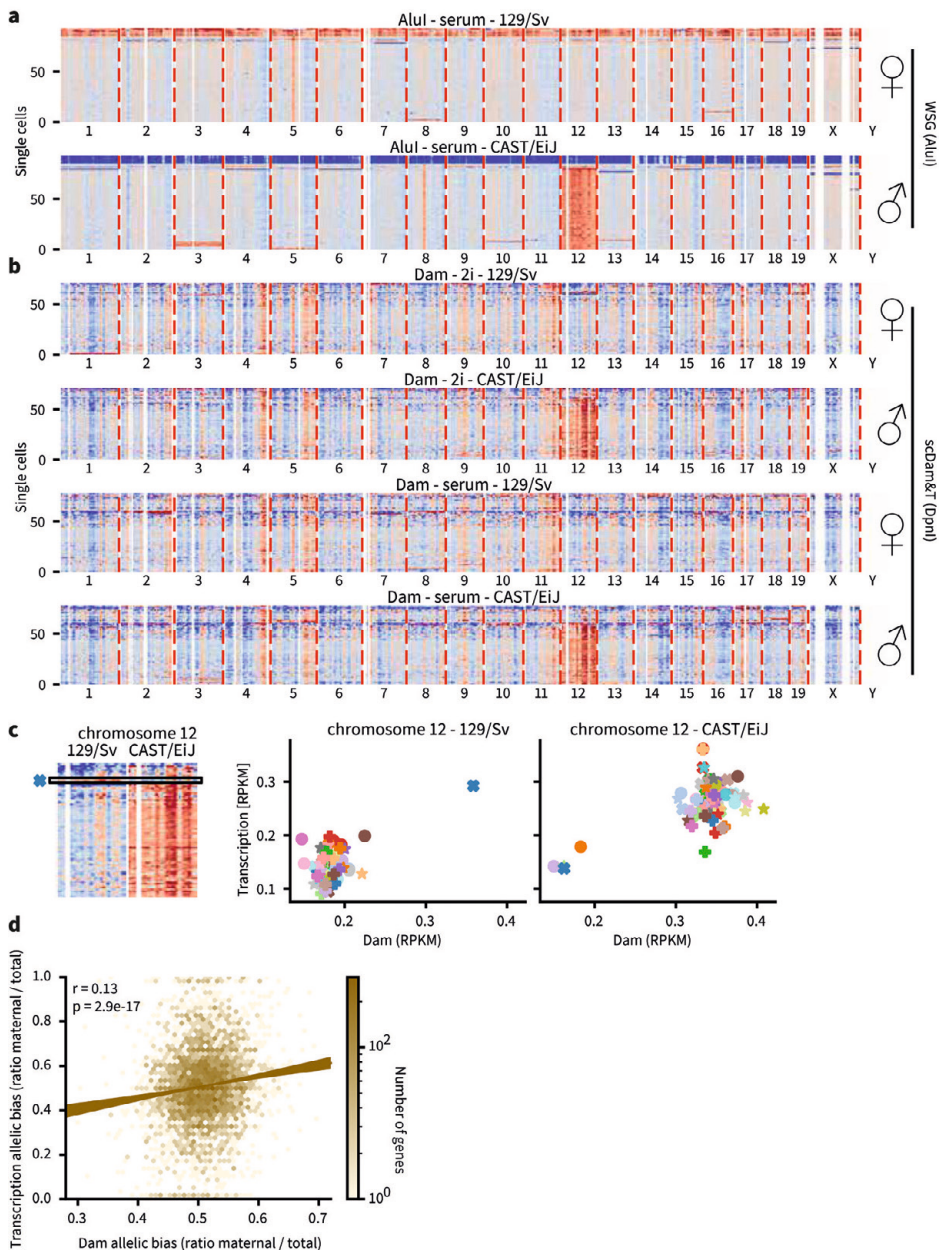 a
AluI - serum - 129/Sv
50
0
1 2 3 4 5 6 7 8 9 10 11 12 13 14 15 16 17 18 19 X Y
♀
AluI - serum - CAST/EiJ
50
0
1 2 3 4 5 6 7 8 9 10 11 12 13 14 15 16 17 18 19 X Y
♂
Single cells
WSG (AluI)
b
Dam - 2i - 129/Sv
50
0
1 2 3 4 5 6 7 8 9 10 11 12 13 14 15 16 17 18 19 X Y
♀
Dam - 2i - CAST/EiJ
50
0
1 2 3 4 5 6 7 8 9 10 11 12 13 14 15 16 17 18 19 X Y
♂
Dam - serum - 129/Sv
50
0
1 2 3 4 5 6 7 8 9 10 11 12 13 14 15 16 17 18 19 X Y
♀
Dam - serum - CAST/EiJ
50
0
1 2 3 4 5 6 7 8 9 10 11 12 13 14 15 16 17 18 19 X Y
♂
Single cells
scDam&T (DpnI)
c
chromosome 12
129/Sv CAST/EiJ
chromosome 12 - 129/Sv
Transcription [RPKM]
0.3
0.2
0.1
0.2 0.3 0.4
Dam (RPKM)
chromosome 12 - CAST/EiJ
0.2 0.3 0.4
Dam (RPKM)
d
r = 0.13
p = 2.9e-17
Transcription allelic bias (ratio maternal / total)
1.0
0.8
0.6
0.4
0.2
0.0
0.3 0.4 0.5 0.6 0.7
Dam allelic bias (ratio maternal / total)
10²
10⁰
Number of genes